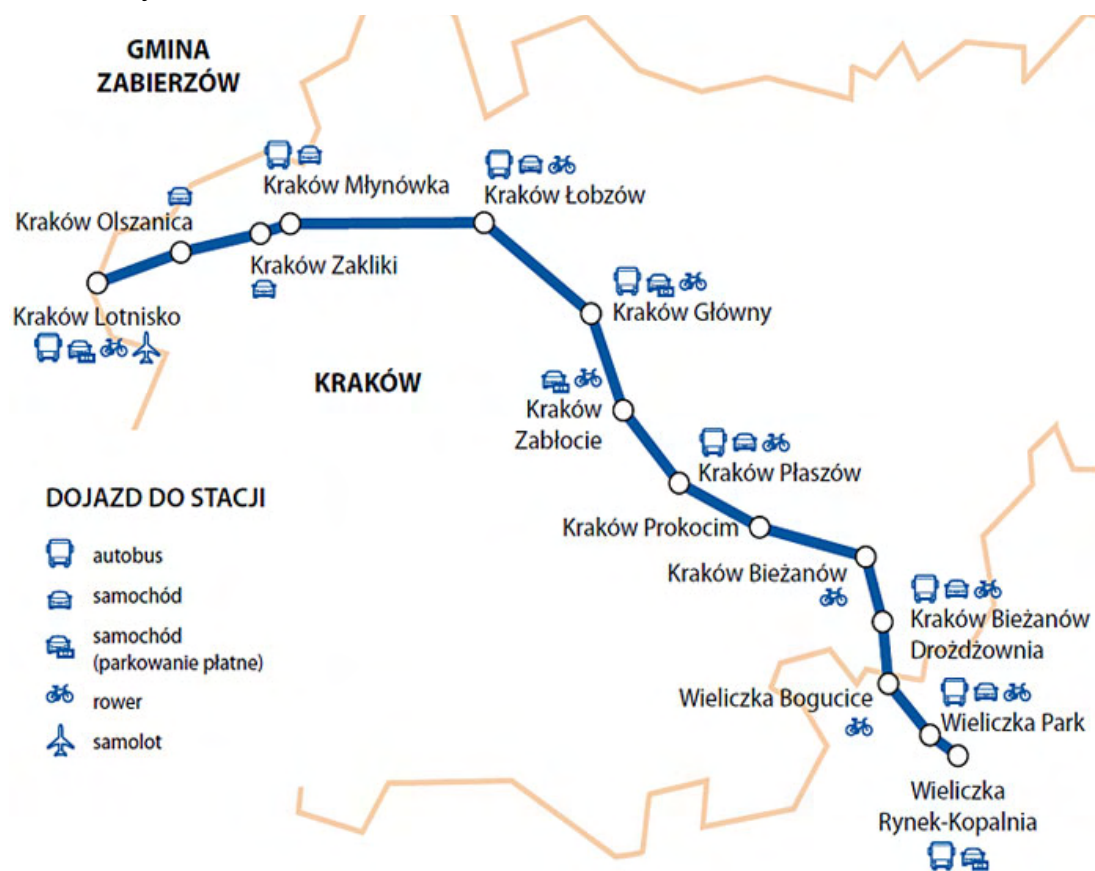 GMINA
ZABIERZÓW
Kraków Młynówka
Kraków Łobzów
Kraków Olszanica
Kraków Zakliki
Kraków Lotnisko
Kraków Główny
KRAKÓW
Kraków
Zabłocie
Kraków Płaszów
DOJAZD DO STACJI
autobus
samochód
samochód
(parkowanie płatne)
rower
samolot
Kraków Prokocim
Kraków Bieżanów
Kraków Bieżanów
Drożdżownia
Wieliczka Bogucice
Wieliczka Park
Wieliczka
Rynek-Kopalnia